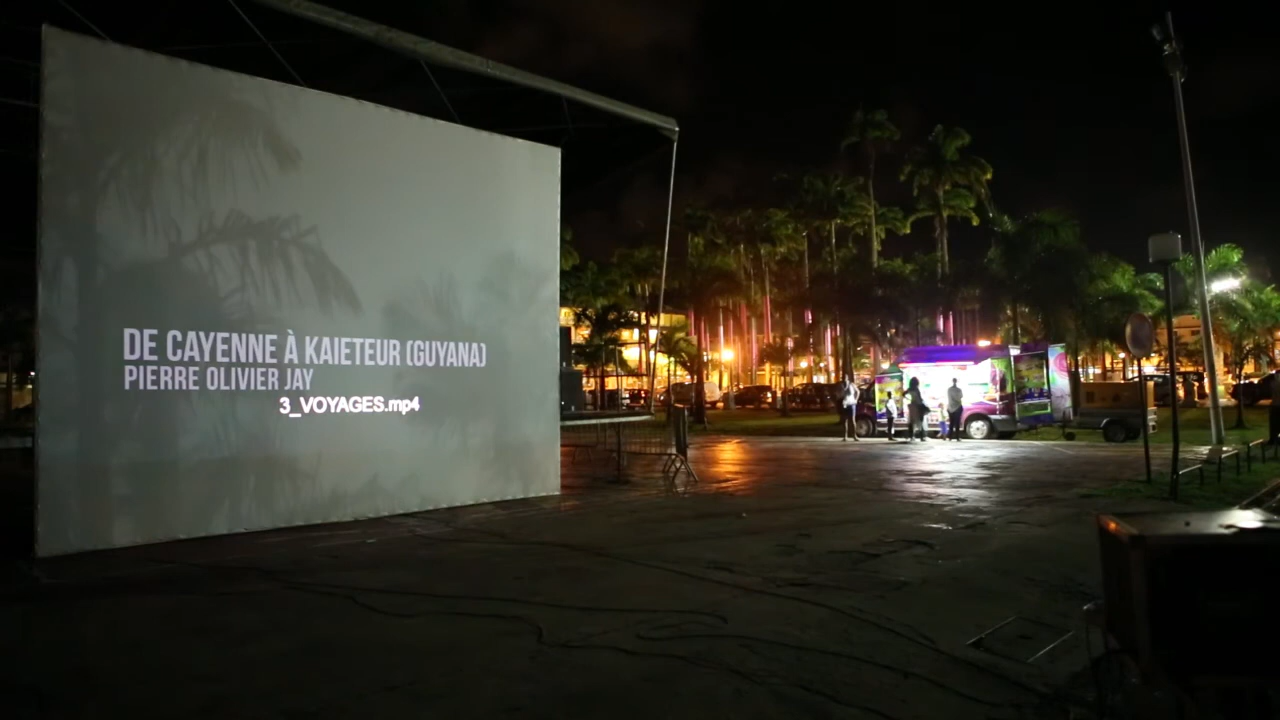 DE CAYENNE À KAIETEUR (GUYANA)
PIERRE OLIVIER JAY
3_VOYAGES.mp4